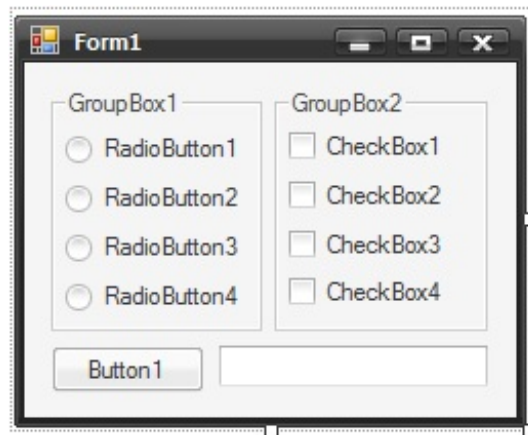 Form1
GroupBox1
RadioButton1
RadioButton2
RadioButton3
RadioButton4
GroupBox2
CheckBox1
CheckBox2
CheckBox3
CheckBox4
Button1